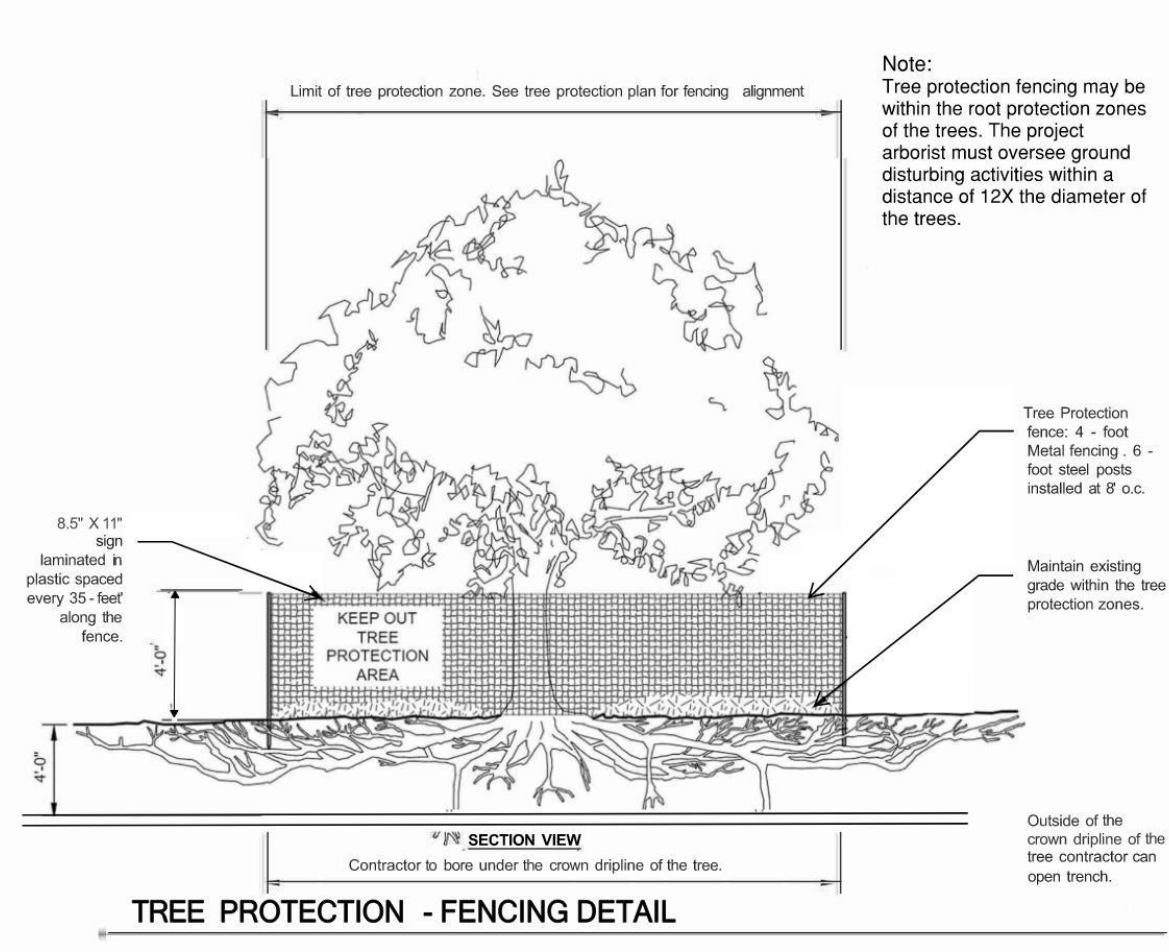 Note:
Tree protection fencing may be
within the root protection zones
of the trees. The project
arborist must oversee ground
disturbing activities within a
distance of 12X the diameter of
the trees.
Limit of tree protection zone. See tree protection plan for fencing alignment
Tree Protection
fence: 4 - foot
Metal fencing . 6 -
foot steel posts
installed at 8' o.c.
8.5" X 11"
sign
laminated in
plastic spaced
every 35 - feet'
along the
fence.
Maintain existing
grade within the tree
protection zones.
KEEP OUT
TREE
PROTECTION
AREA
4'-0"
4'-0"
Outside of the
crown dripline of the
tree contractor can
open trench.
SECTION VIEW
Contractor to bore under the crown dripline of the tree.
TREE PROTECTION - FENCING DETAIL